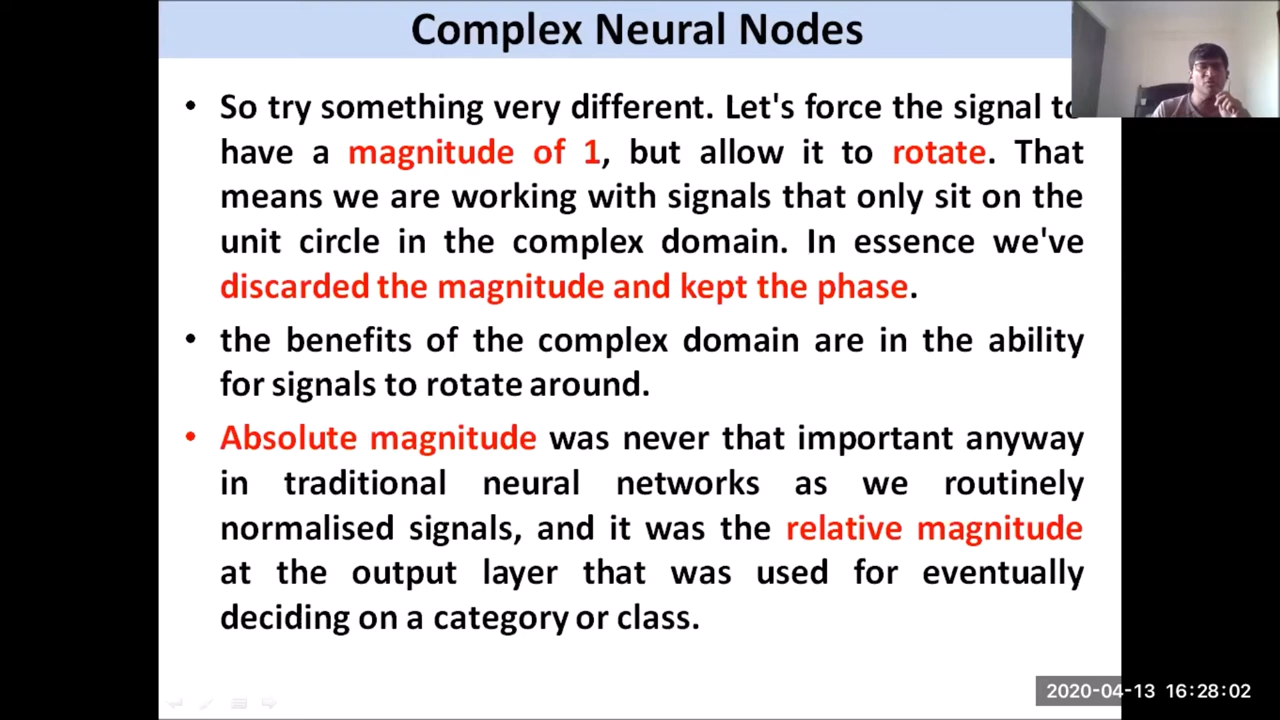 Complex Neural Nodes
• So try something very different. Let's force the signal to
have a magnitude of 1, but allow it to rotate. That
means we are working with signals that only sit on the
unit circle in the complex domain. In essence we've
discarded the magnitude and kept the phase.
• the benefits of the complex domain are in the ability
for signals to rotate around.
• Absolute magnitude was never that important anyway
in traditional neural networks as we routinely
normalised signals, and it was the relative magnitude
at the output layer that was used for eventually
deciding on a category or class.
2020-04-13 16:28:02